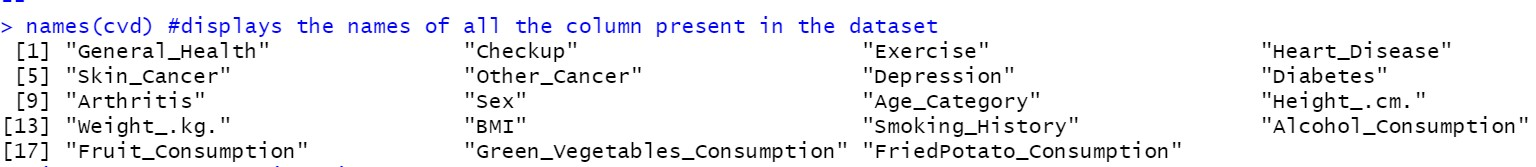 > names(cvd) #displays the names of all the column present in the dataset
[1] "General_Health" "Checkup" "Exercise" "Heart_Disease"
[5] "Skin_Cancer" "Other_Cancer" "Depression" "Diabetes"
[9] "Arthritis" "Sex" "Age_Category" "Height_.cm."
[13] "Weight_.kg." "BMI" "Smoking_History" "Alcohol_Consumption"
[17] "Fruit_Consumption" "Green_Vegetables_Consumption" "FriedPotato_Consumption"